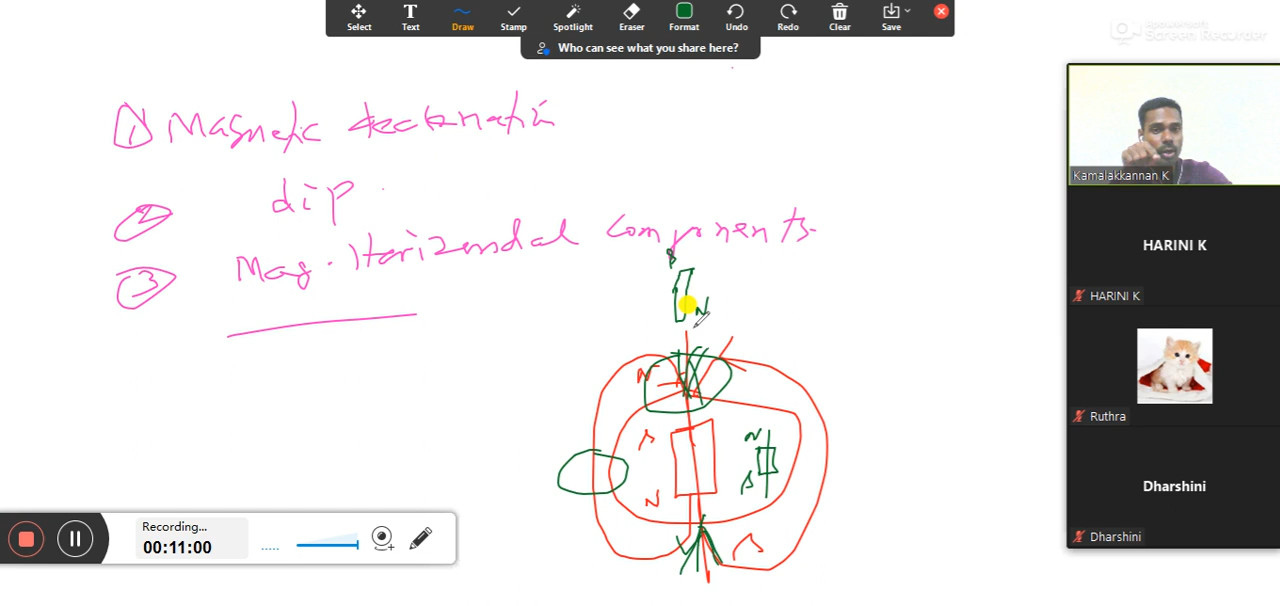 Select Text Draw Stamp Spotlight Eraser Format Undo Redo Clear Save
Who can see what you share here?
Apowersoft
Screen Recorder
① Magnetic declination
② dip.
③ Mag. Horizondal components
S
N
N
S
N
N
S
S
Kamalakkannan K
HARINI K
HARINI K
Ruthra
Dharshini
Dharshini
Recording...
00:11:00